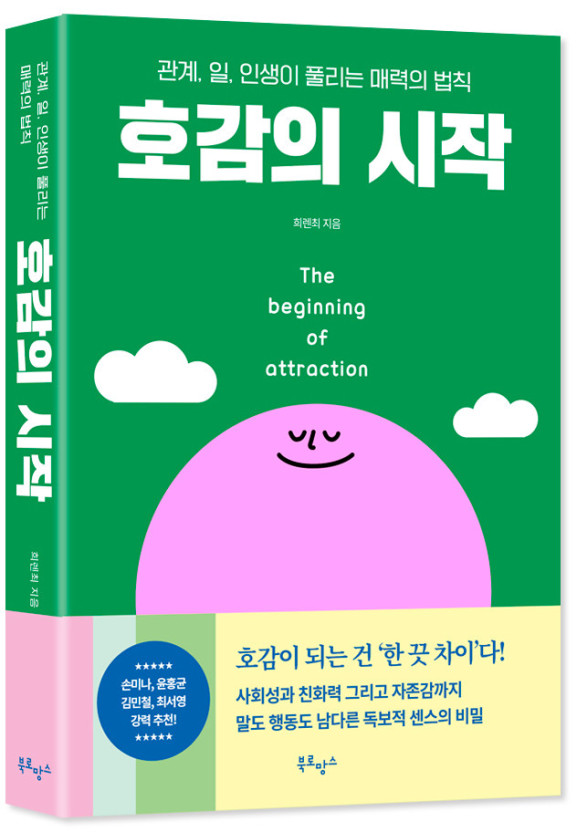 관계, 일, 인생이 풀리는 매력의 법칙
호감의 시작
희렌최 지음
The
beginning
of
attraction
★★★★★
손미나, 윤홍균
김민철, 최서영
강력 추천!
★★★★★
호감이 되는 건 ‘한 끗 차이’다!
사회성과 친화력 그리고 자존감까지
말도 행동도 남다른 독보적 센스의 비밀
북로망스
관계, 일, 인생이 풀리는
매력의 법칙
호감의 시작
희렌최 지음
북로망스